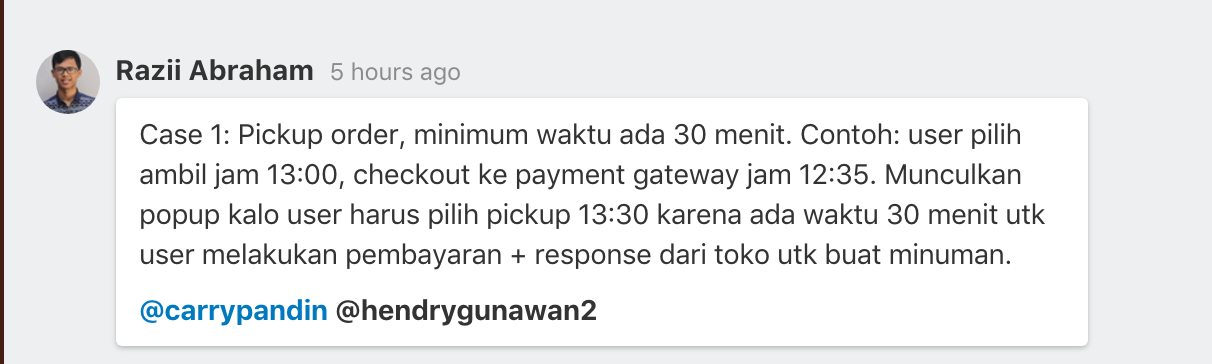 Razii Abraham 5 hours ago
Case 1: Pickup order, minimum waktu ada 30 menit. Contoh: user pilih
ambil jam 13:00, checkout ke payment gateway jam 12:35. Munculkan
popup kalo user harus pilih pickup 13:30 karena ada waktu 30 menit utk
user melakukan pembayaran + response dari toko utk buat minuman.
@carrypandin @hendrygunawan2